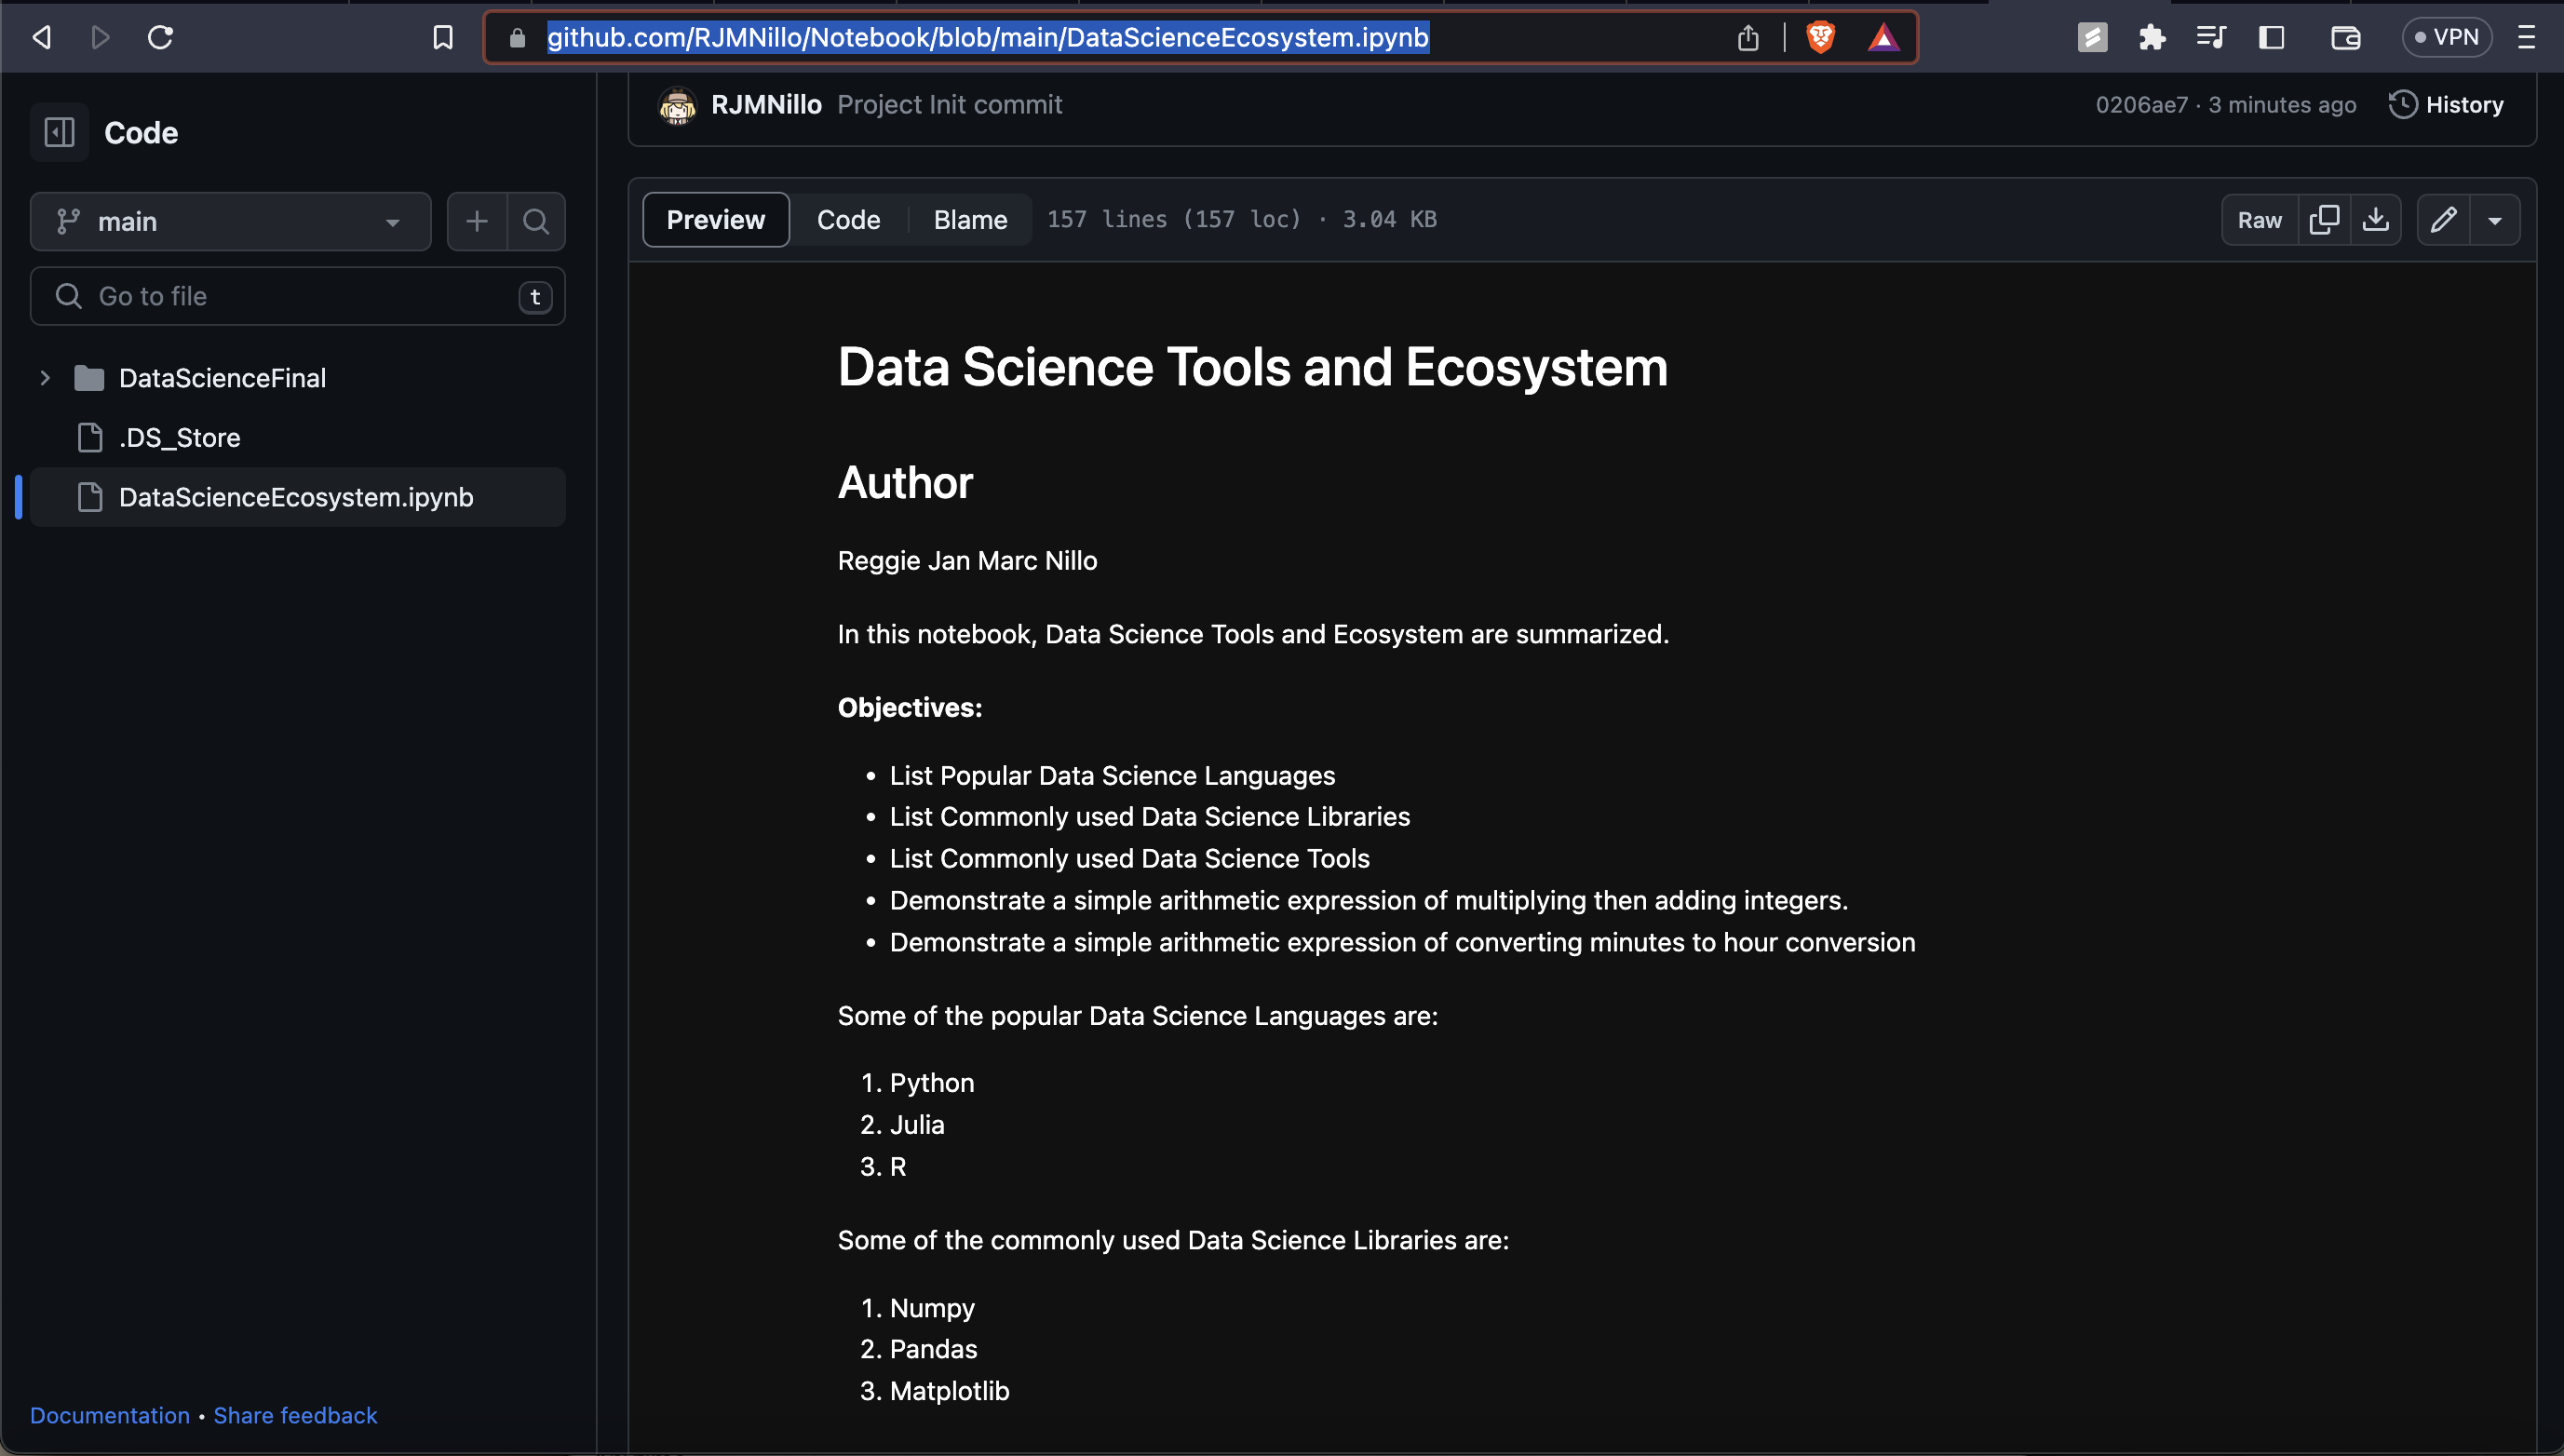 github.com/RJMNillo/Notebook/blob/main/DataScienceEcosystem.ipynb
VPN
Code
RJMNillo Project Init commit 0206ae7 · 3 minutes ago History
main
Preview Code Blame 157 lines (157 loc) · 3.04 KB Raw
Go to file t
DataScienceFinal
.DS_Store
DataScienceEcosystem.ipynb
Data Science Tools and Ecosystem
Author
Reggie Jan Marc Nillo
In this notebook, Data Science Tools and Ecosystem are summarized.
Objectives:
• List Popular Data Science Languages
• List Commonly used Data Science Libraries
• List Commonly used Data Science Tools
• Demonstrate a simple arithmetic expression of multiplying then adding integers.
• Demonstrate a simple arithmetic expression of converting minutes to hour conversion
Some of the popular Data Science Languages are:
1. Python
2. Julia
3. R
Some of the commonly used Data Science Libraries are:
1. Numpy
2. Pandas
3. Matplotlib
Documentation • Share feedback